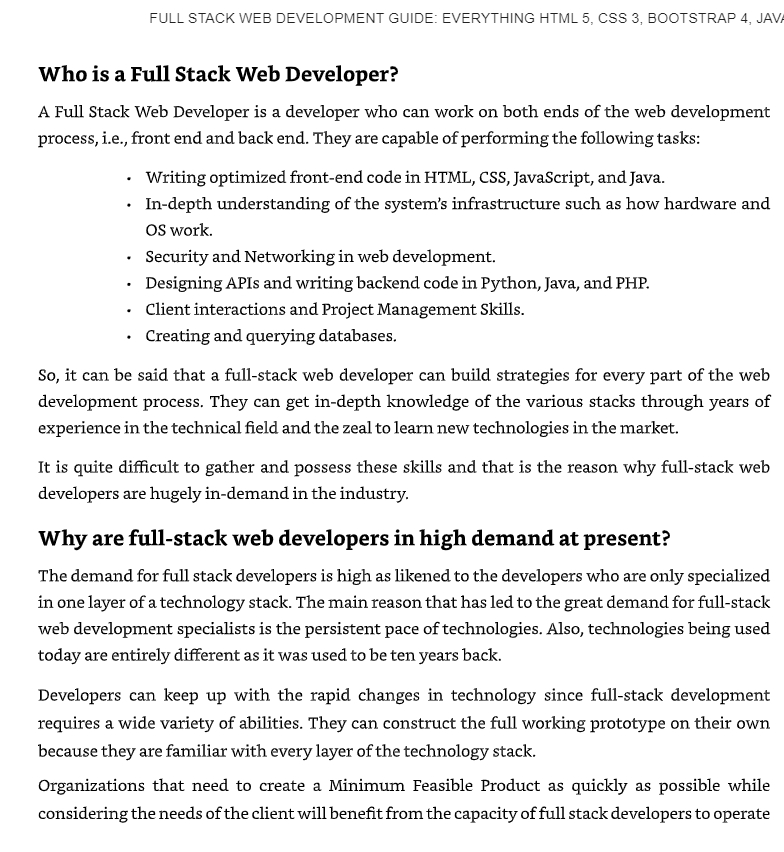 FULL STACK WEB DEVELOPMENT GUIDE: EVERYTHING HTML 5, CSS 3, BOOTSTRAP 4, JAVA
Who is a Full Stack Web Developer?
A Full Stack Web Developer is a developer who can work on both ends of the web development
process, i.e., front end and back end. They are capable of performing the following tasks:
• Writing optimized front-end code in HTML, CSS, JavaScript, and Java.
• In-depth understanding of the system's infrastructure such as how hardware and
OS work.
• Security and Networking in web development.
• Designing APIs and writing backend code in Python, Java, and PHP.
• Client interactions and Project Management Skills.
• Creating and querying databases.
So, it can be said that a full-stack web developer can build strategies for every part of the web
development process. They can get in-depth knowledge of the various stacks through years of
experience in the technical field and the zeal to learn new technologies in the market.
It is quite difficult to gather and possess these skills and that is the reason why full-stack web
developers are hugely in-demand in the industry.
Why are full-stack web developers in high demand at present?
The demand for full stack developers is high as likened to the developers who are only specialized
in one layer of a technology stack. The main reason that has led to the great demand for full-stack
web development specialists is the persistent pace of technologies. Also, technologies being used
today are entirely different as it was used to be ten years back.
Developers can keep up with the rapid changes in technology since full-stack development
requires a wide variety of abilities. They can construct the full working prototype on their own
because they are familiar with every layer of the technology stack.
Organizations that need to create a Minimum Feasible Product as quickly as possible while
considering the needs of the client will benefit from the capacity of full stack developers to operate